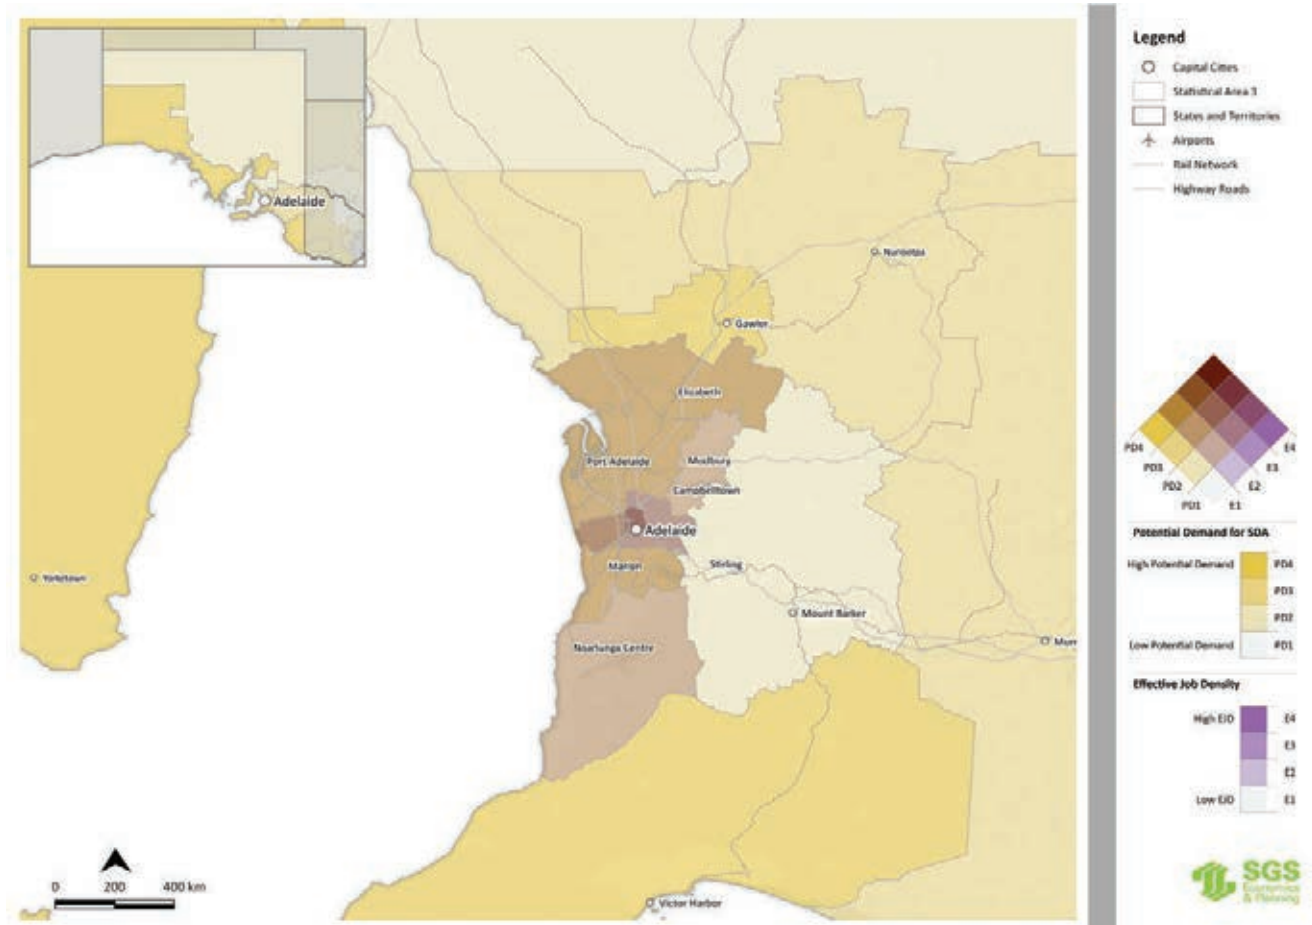 Adelaide
Nuriootpa
Gawler
Elizabeth
Port Adelaide
Modbury
Campbelltown
Adelaide
Marion
Stirling
Mount Barker
Yorketown
Noarlunga Centre
Victor Harbor
0 200 400 km
Legend
Capital Cities
Statistical Area 3
States and Territories
Airports
Rail Network
Highway Roads
PD4
PD3
PD2
PD1
E1
E2
E3
E4
Potential Demand for SDA
High Potential Demand PD4
PD3
PD2
Low Potential Demand PD1
Effective Job Density
High EJD E4
E3
E2
Low EJD E1
SGS
Economics
& Planning